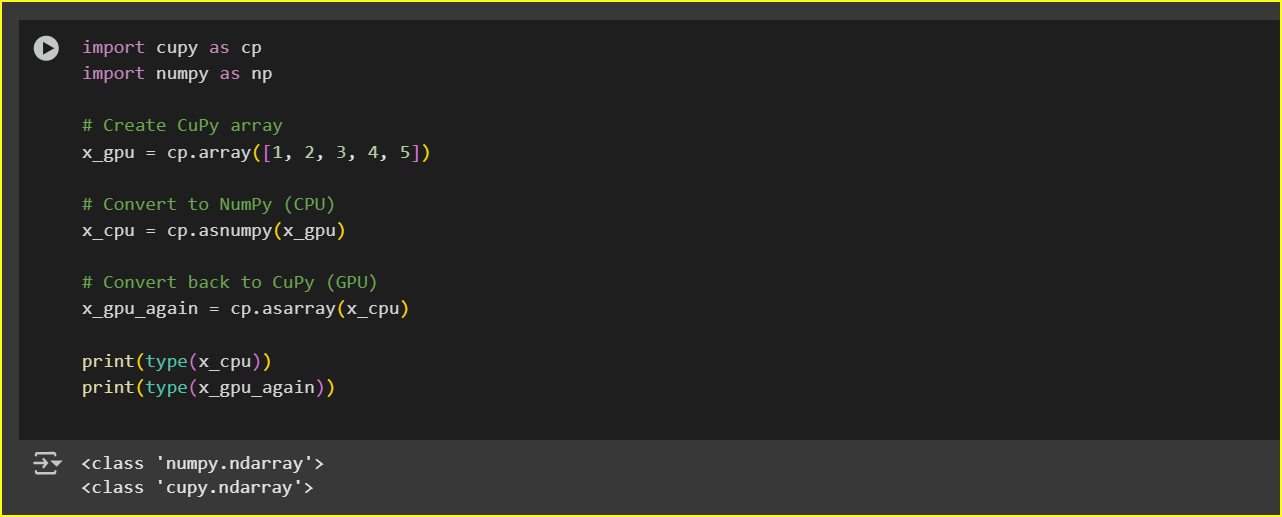 import cupy as cp
import numpy as np
# Create CuPy array
x_gpu = cp.array([1, 2, 3, 4, 5])
# Convert to NumPy (CPU)
x_cpu = cp.asnumpy(x_gpu)
# Convert back to CuPy (GPU)
x_gpu_again = cp.asarray(x_cpu)
print(type(x_cpu))
print(type(x_gpu_again))
<class 'numpy.ndarray'>
<class 'cupy.ndarray'>